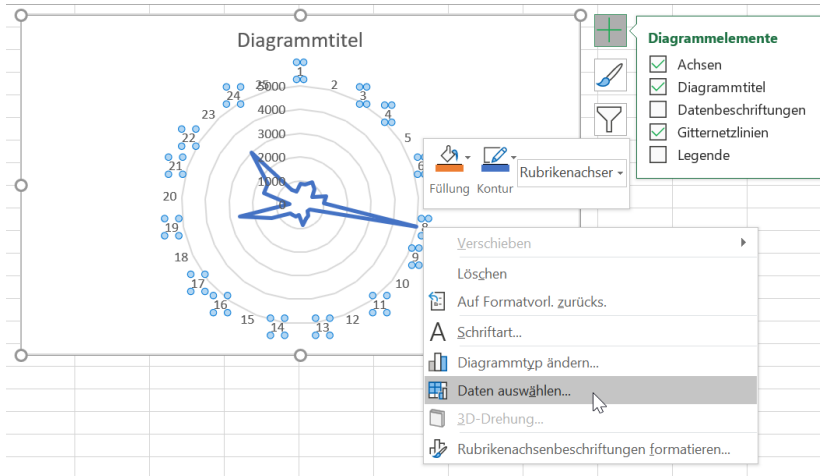 Diagrammtitel
1
2
3
4
5
6
8
9
10
11
12
13
14
15
16
17
18
19
20
21
22
23
24
25
5000
4000
3000
2000
1000
0
Diagrammelemente
Achsen
Diagrammtitel
Datenbeschriftungen
Gitternetzlinien
Legende
Füllung
Kontur
Rubrikenachser
Verschieben
Löschen
Auf Formatvorl. zurücks.
Schriftart...
Diagrammtyp ändern...
Daten auswählen...
3D-Drehung...
Rubrikenachsenbeschriftungen formatieren...